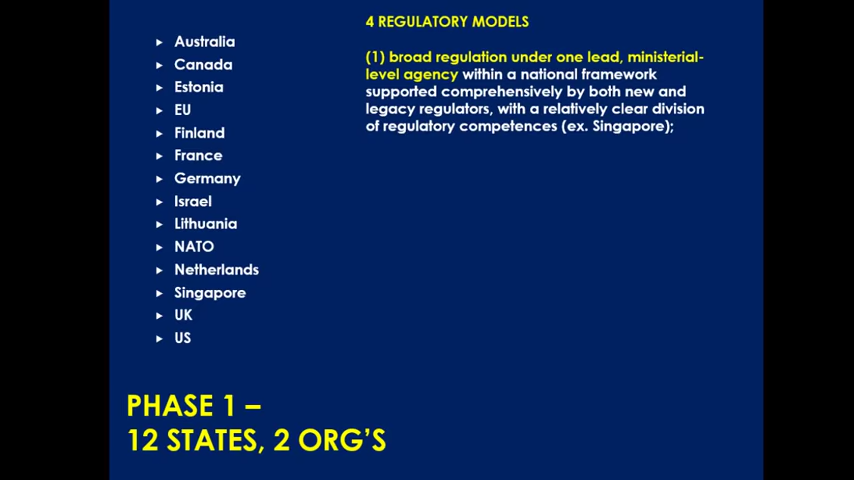 Australia
Canada
Estonia
EU
Finland
France
Germany
Israel
Lithuania
NATO
Netherlands
Singapore
UK
US
4 REGULATORY MODELS
(1) broad regulation under one lead, ministerial-
level agency within a national framework
supported comprehensively by both new and
legacy regulators, with a relatively clear division
of regulatory competences (ex. Singapore);
PHASE 1 –
12 STATES, 2 ORG'S